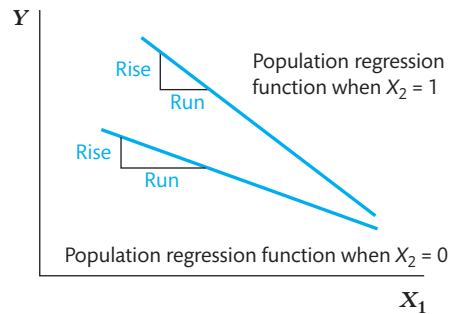 Y
Population regression
function when X₂ = 1
Rise
Run
Rise
Run
Population regression function when X₂ = 0
X₁